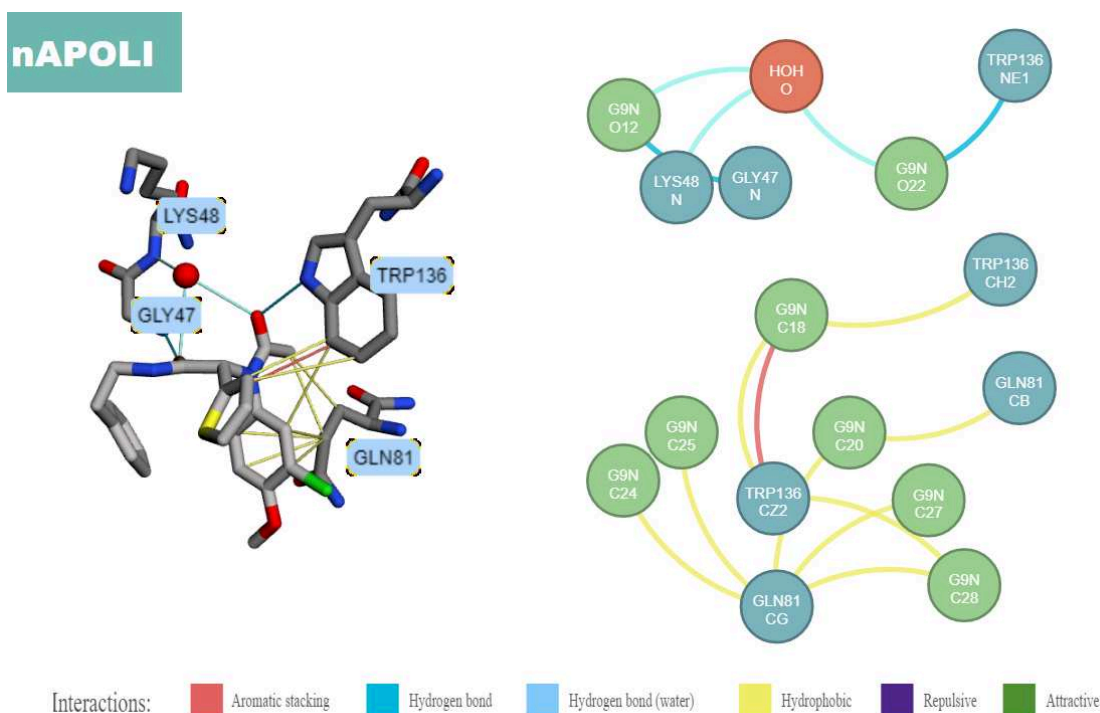 nAPOLI
LYS48
GLY47
TRP136
GLN81
HOH
O
TRP136
NE1
G9N
O12
LYS48
N
GLY47
N
G9N
O22
TRP136
CH2
G9N
C18
GLN81
CB
G9N
C25
G9N
C20
G9N
C24
TRP136
CZ2
G9N
C27
G9N
C28
GLN81
CG
Interactions: Aromatic stacking Hydrogen bond Hydrogen bond (water) Hydrophobic Repulsive Attractive